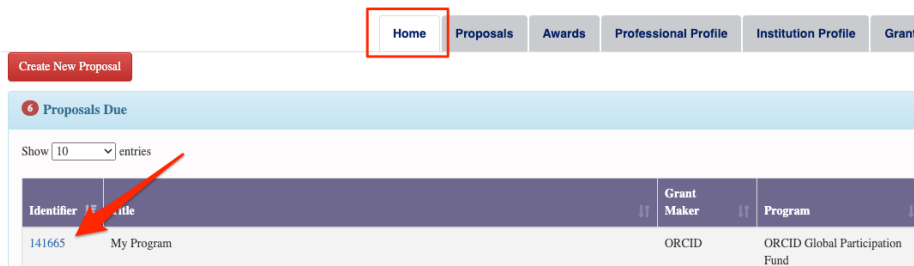 Home Proposals Awards Professional Profile Institution Profile Grant
Create New Proposal
6 Proposals Due
Show 10 entries
Identifier Title Grant Maker Program
141665 My Program ORCID ORCID Global Participation Fund